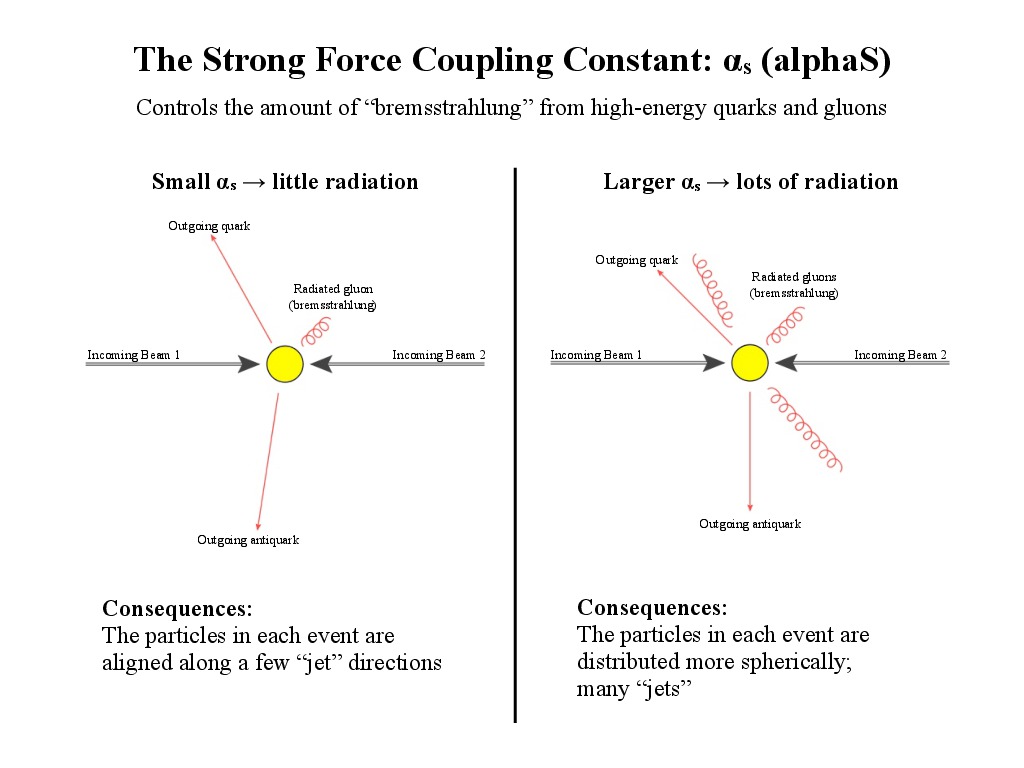 The Strong Force Coupling Constant: αs (alphaS)
Controls the amount of “bremsstrahlung” from high-energy quarks and gluons
Small αs → little radiation
Outgoing quark
Radiated gluon
(bremsstrahlung)
Incoming Beam 1
Incoming Beam 2
Outgoing antiquark
Consequences:
The particles in each event are
aligned along a few “jet” directions
Larger αs → lots of radiation
Outgoing quark
Radiated gluons
(bremsstrahlung)
Incoming Beam 1
Incoming Beam 2
Outgoing antiquark
Consequences:
The particles in each event are
distributed more spherically;
many “jets”